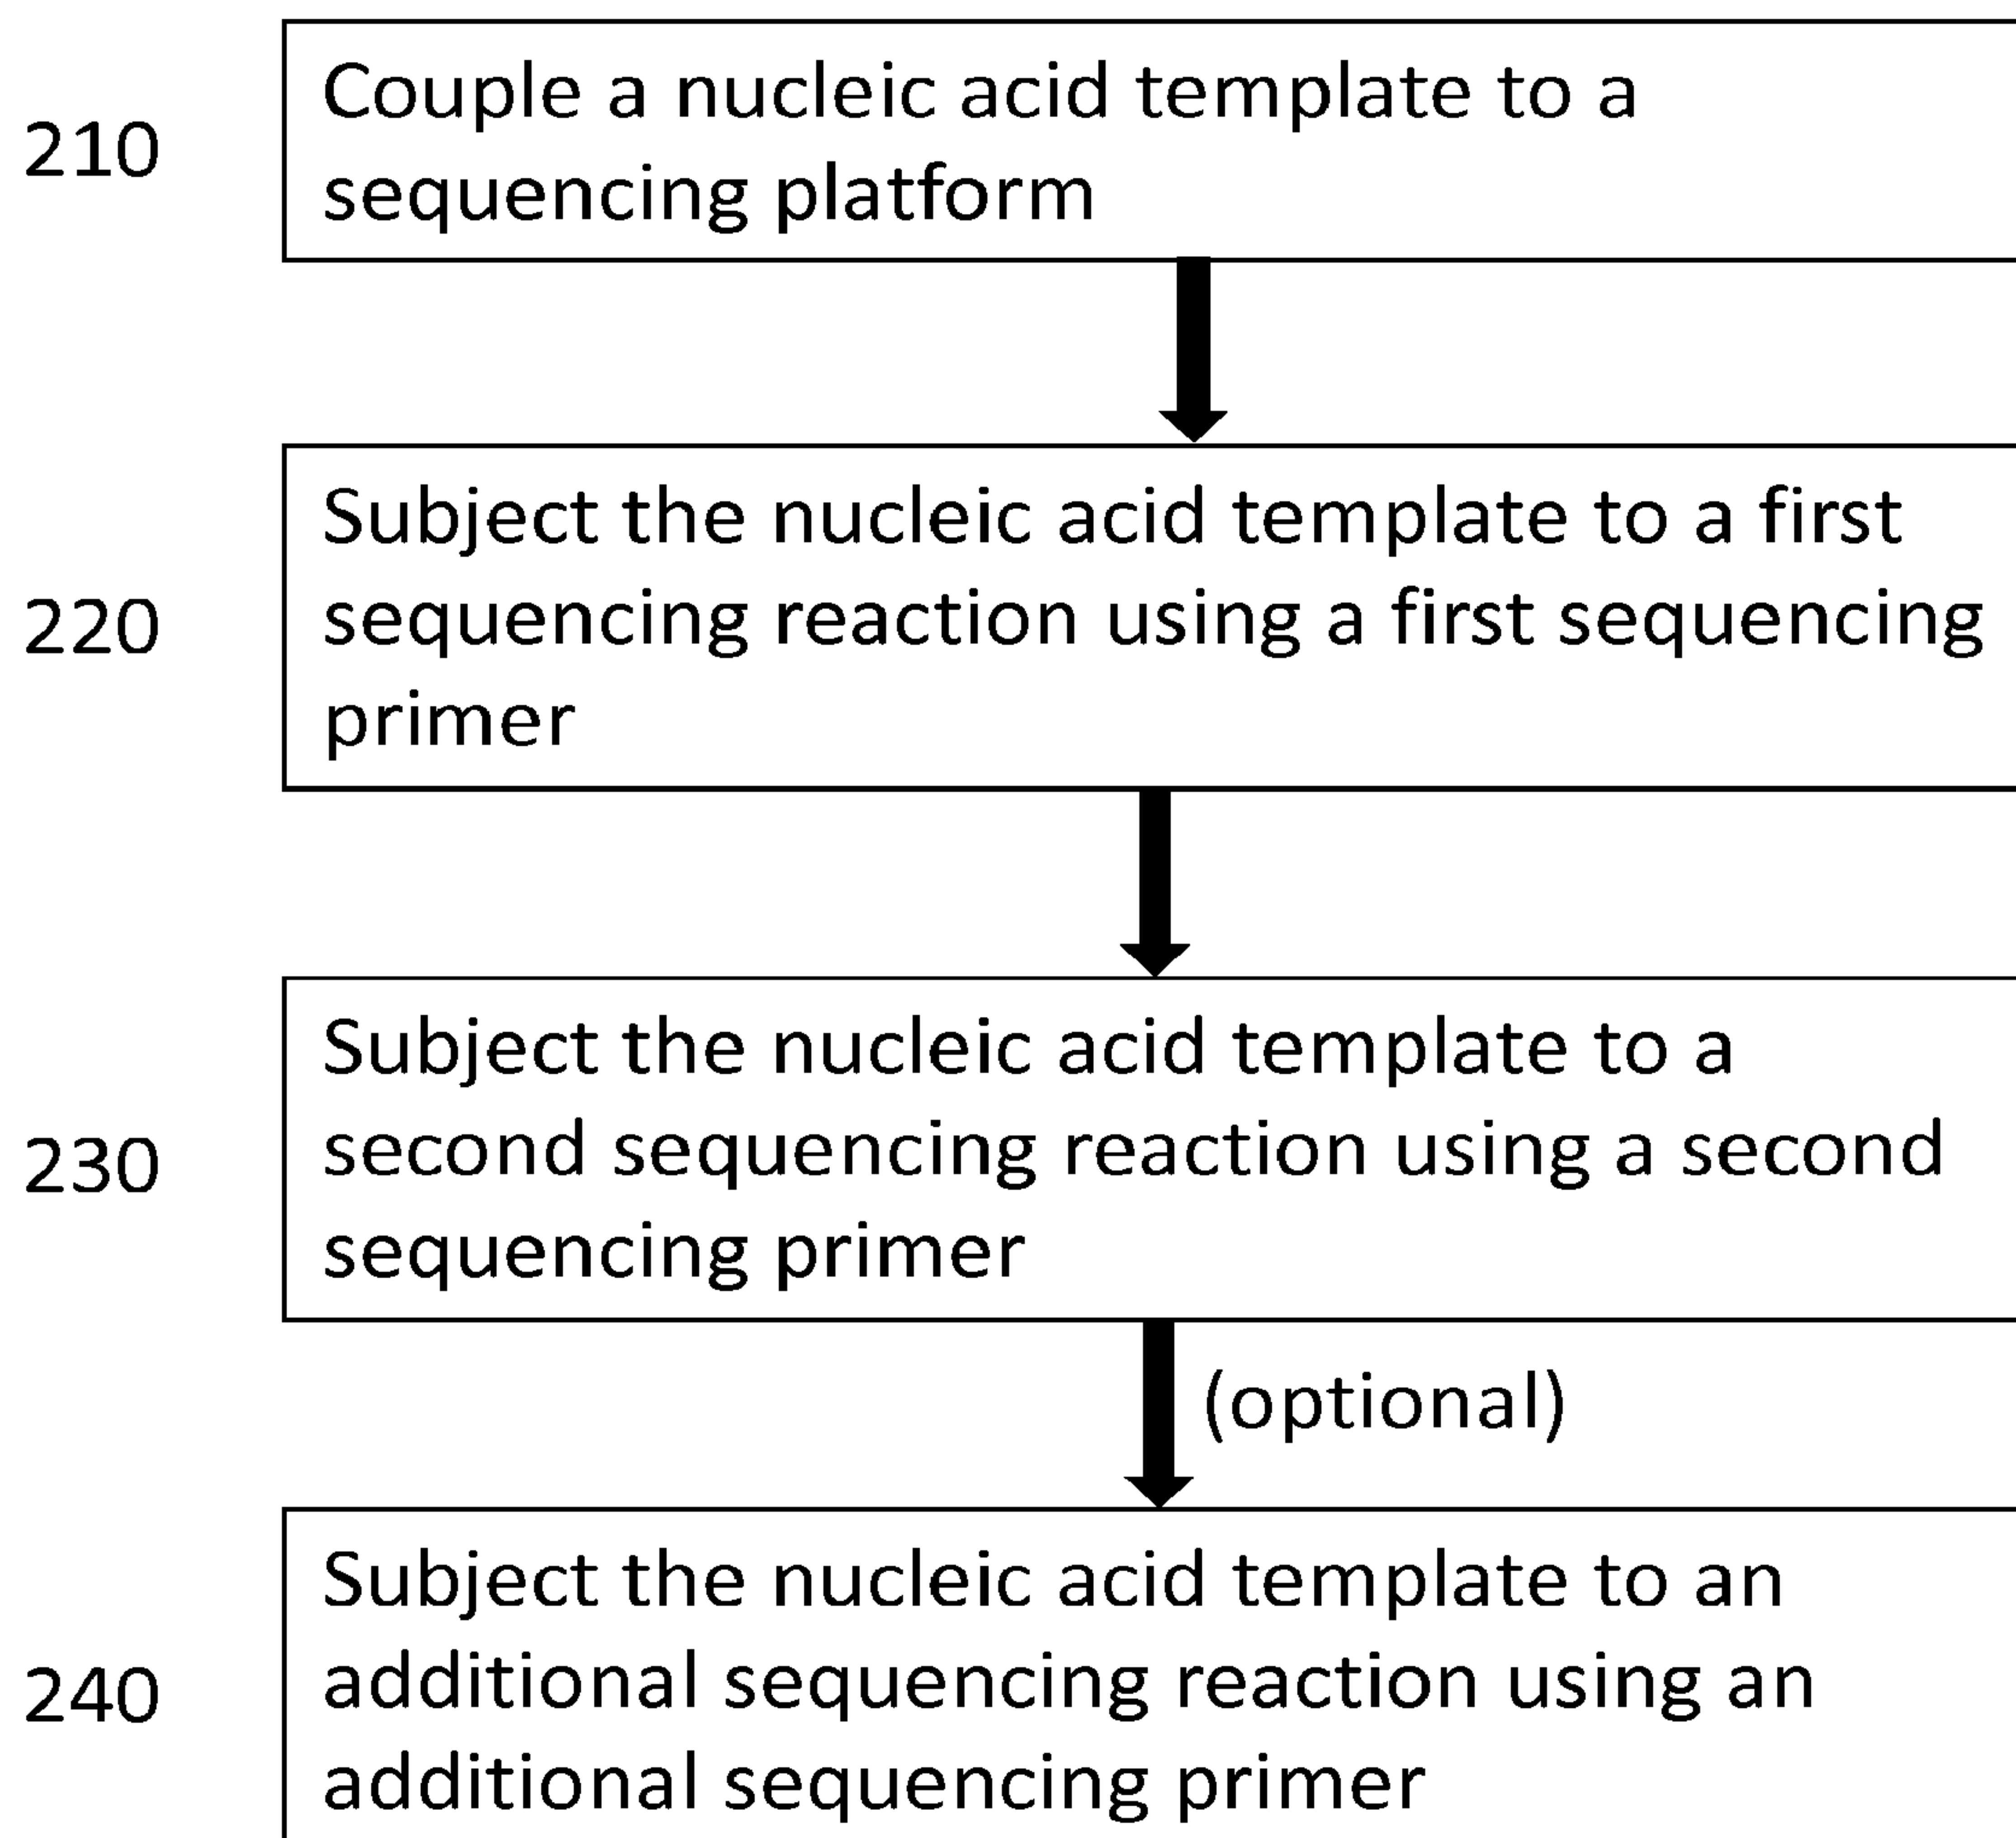 210
Couple a nucleic acid template to a
sequencing platform
220
Subject the nucleic acid template to a first
sequencing reaction using a first sequencing
primer
230
Subject the nucleic acid template to a
second sequencing reaction using a second
sequencing primer
(optional)
240
Subject the nucleic acid template to an
additional sequencing reaction using an
additional sequencing primer